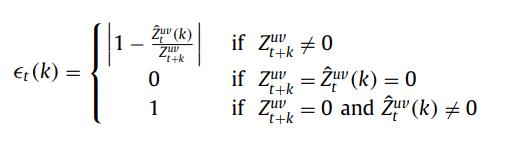 |1 − Ẑ_t^{uv}(k) / Z_{t+k}^{uv}| if Z_{t+k}^{uv} ≠ 0
ϵ_t(k) = { 0 if Z_{t+k}^{uv} = Ẑ_t^{uv}(k) = 0
1 if Z_{t+k}^{uv} = 0 and Ẑ_t^{uv}(k) ≠ 0